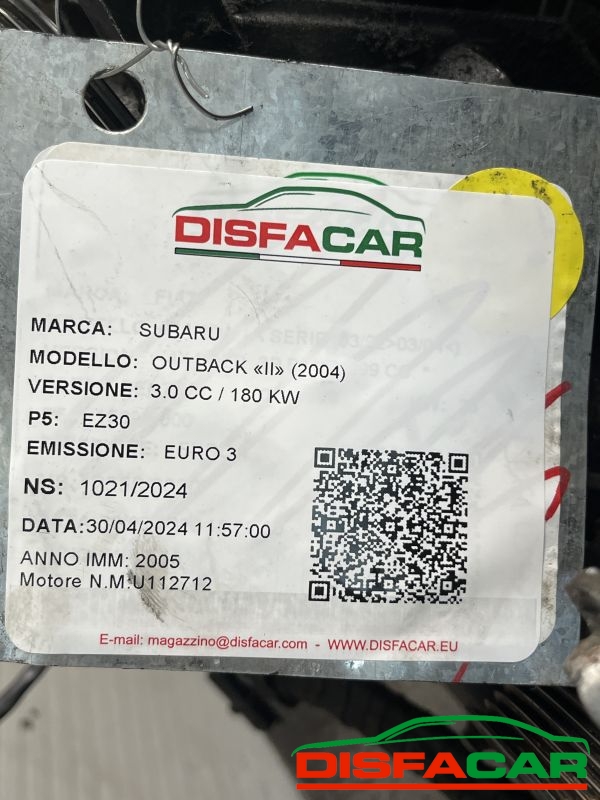 DISFACAR
MARCA: SUBARU
MODELLO: OUTBACK «II» (2004)
VERSIONE: 3.0 CC / 180 KW
P5: EZ30
EMISSIONE: EURO 3
NS: 1021/2024
DATA:30/04/2024 11:57:00
ANNO IMM: 2005
Motore N.M:U112712
E-mail: magazzino@disfacar.com - WWW.DISFACAR.EU
DISFACAR